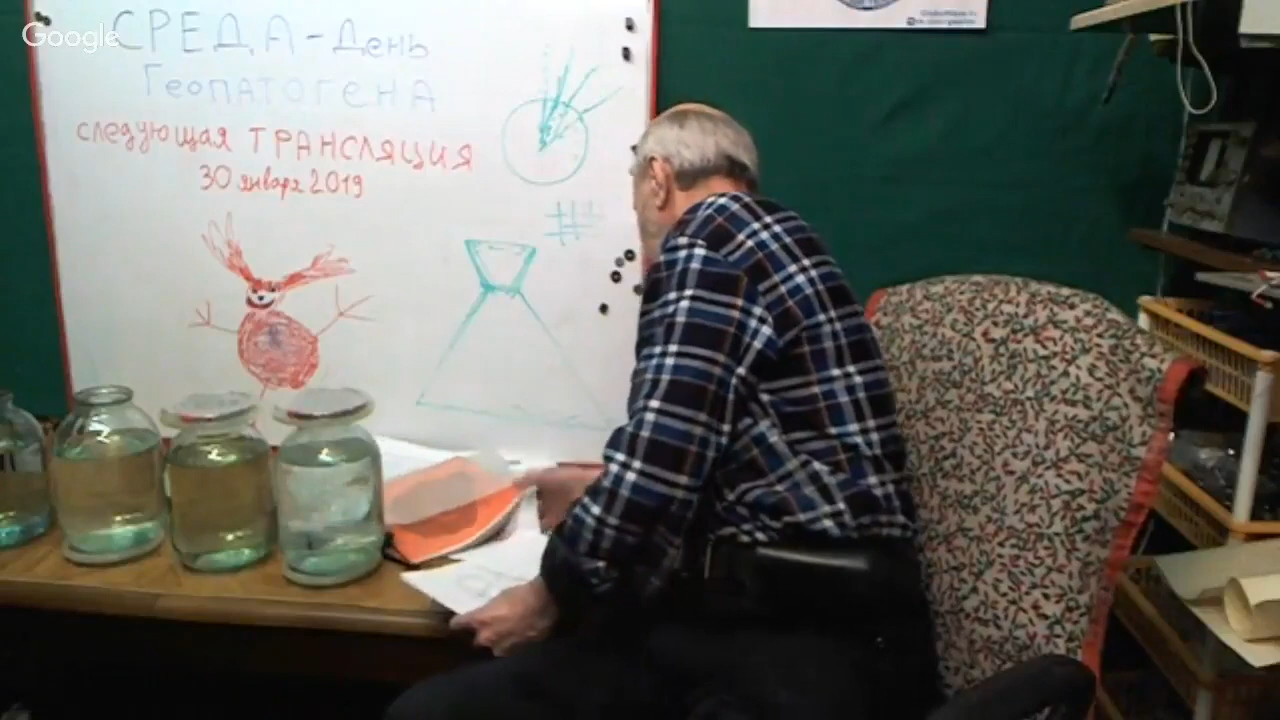 Google
СРЕДА - День
Геопатогена
следующая ТРАНСЛЯЦИЯ
30 января 2019